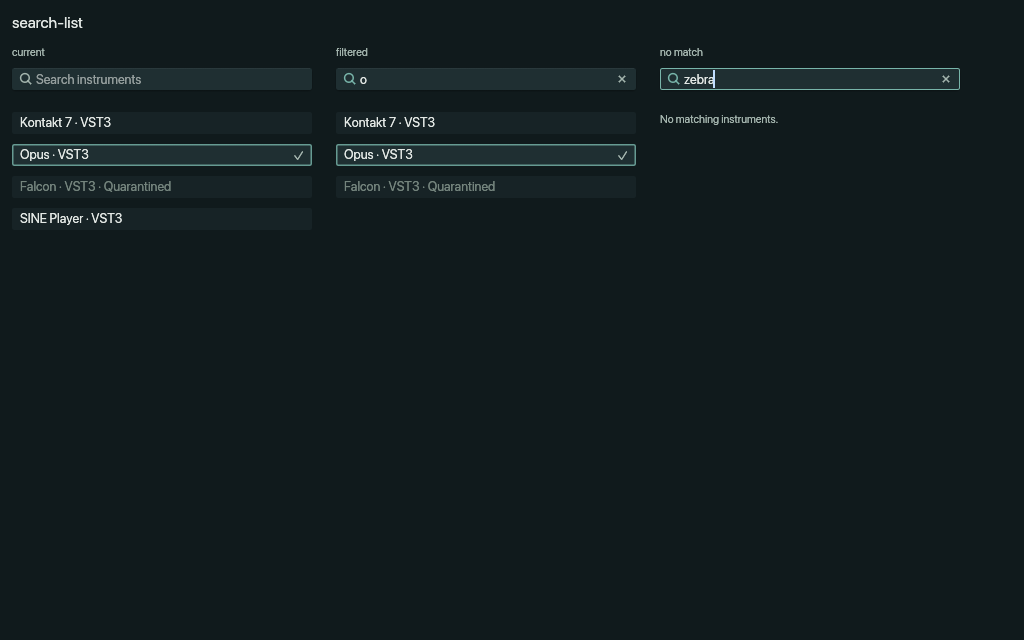 search-list
current
Search instruments
Kontakt 7 · VST3
Opus · VST3
Falcon · VST3 · Quarantined
SINE Player · VST3
filtered
o
Kontakt 7 · VST3
Opus · VST3
Falcon · VST3 · Quarantined
no match
zebra
No matching instruments.